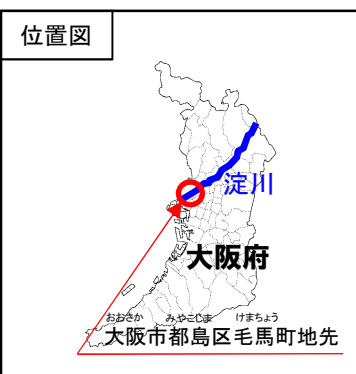 位置図
淀川
大阪府
おおさか みやこじま けまちょう
大阪市都島区毛馬町地先